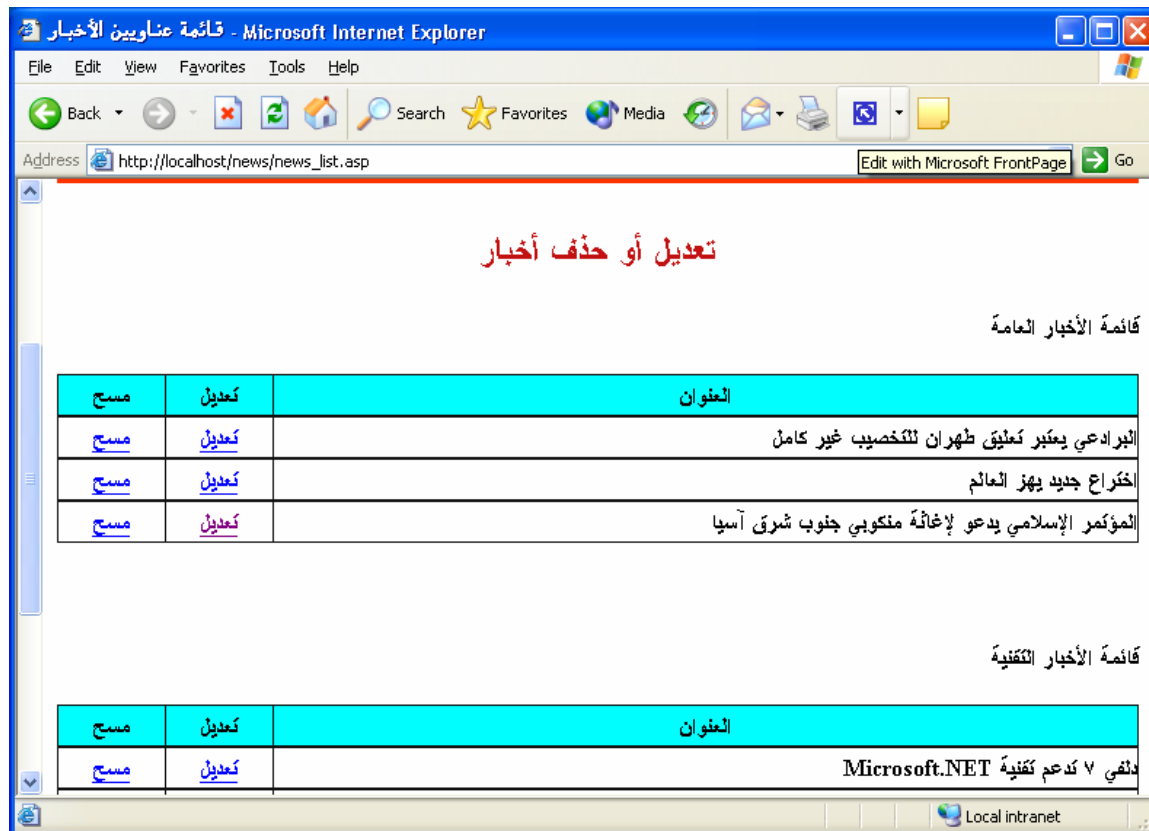 قائمة عناوين الأخبار - Microsoft Internet Explorer
File Edit View Favorites Tools Help
Back Search Favorites Media
Address http://localhost/news/news_list.asp Edit with Microsoft FrontPage Go
تعديل أو حذف أخبار
قائمة الأخبار العامة
العنوان تعديل مسح
البرادعي يعتبر تعليق طهران للتخصيب غير كامل تعديل مسح
اختراع جديد يهز العالم تعديل مسح
المؤتمر الإسلامي يدعو لإغاثة منكوبي جنوب شرق آسيا تعديل مسح
قائمة الأخبار التقنية
العنوان تعديل مسح
دلفي ٧ تدعم تقنية Microsoft.NET تعديل مسح
Local intranet